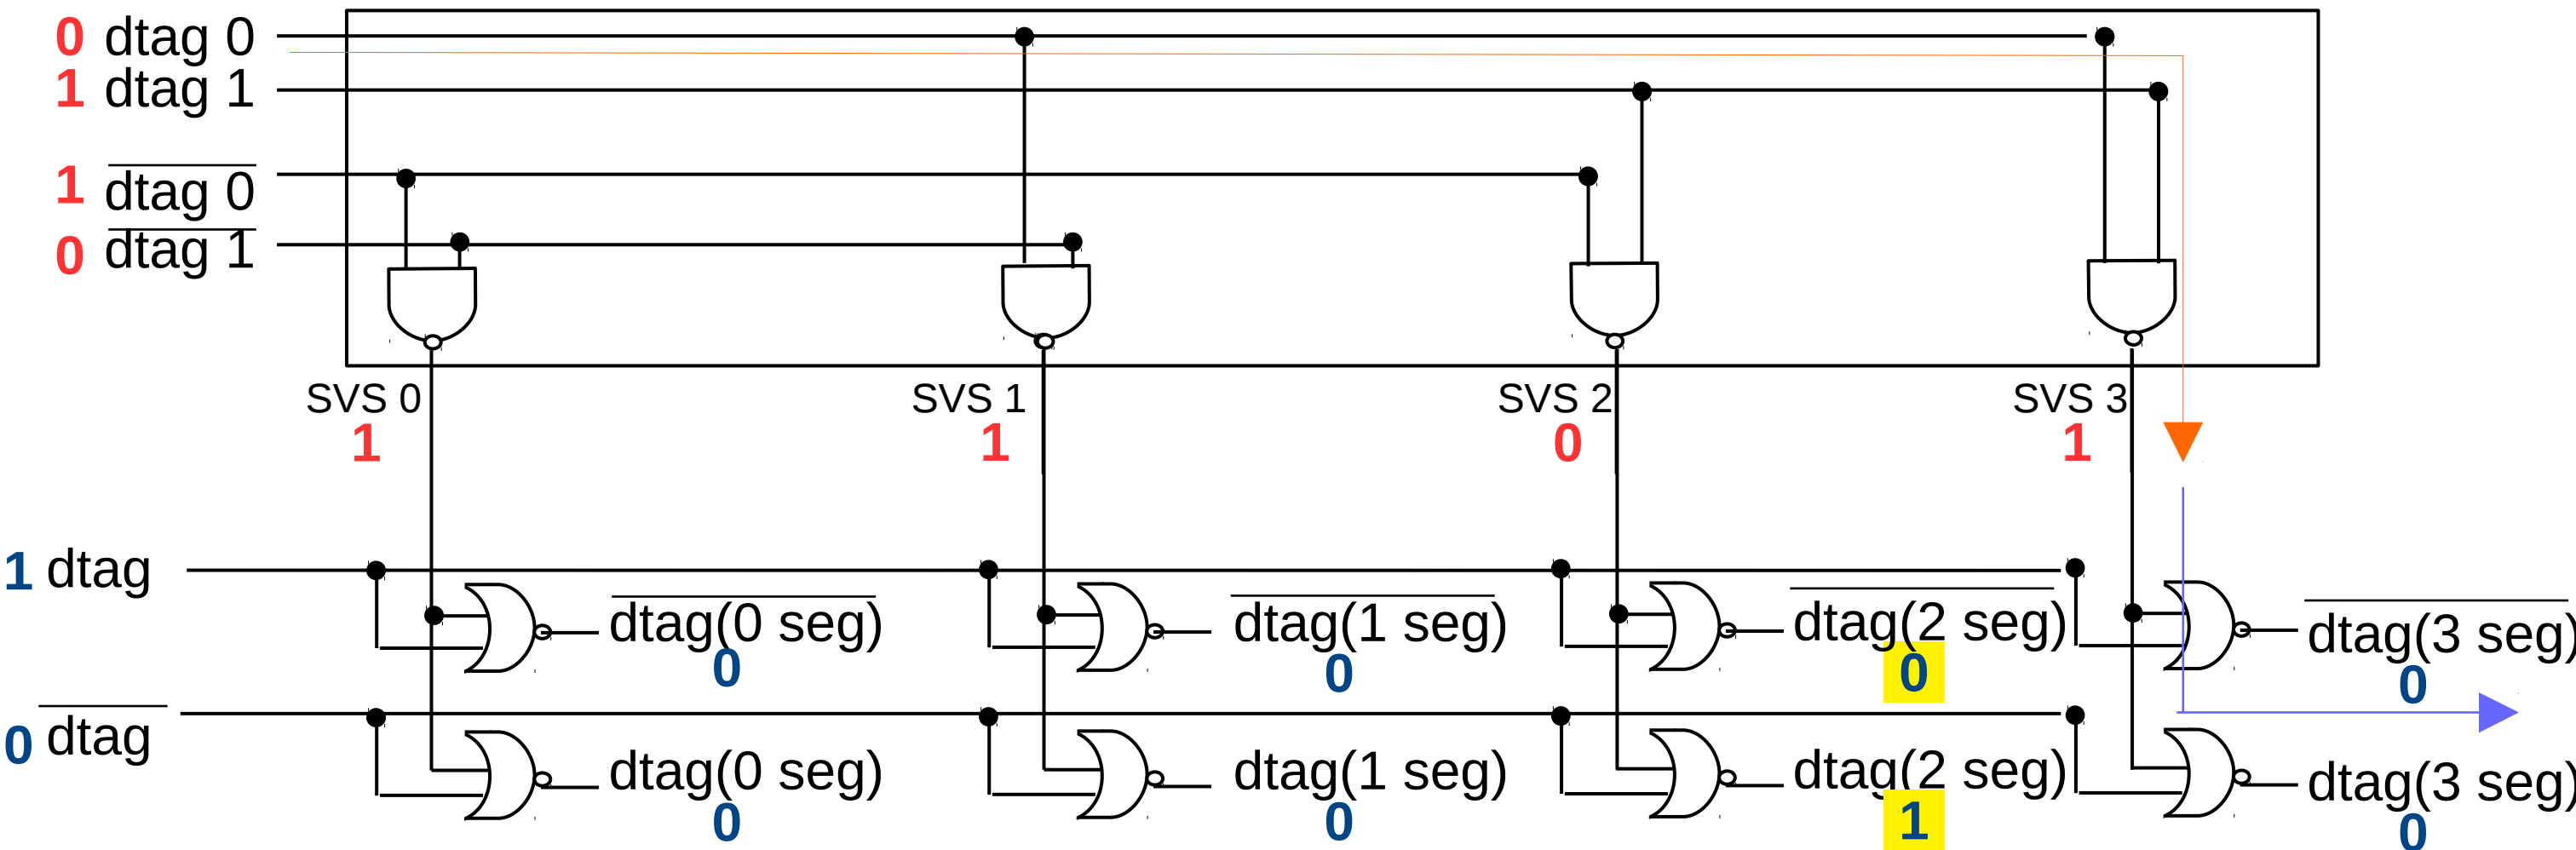 0 dtag 0
1 dtag 1
1 dtag 0
0 dtag 1
SVS 0 SVS 1 SVS 2 SVS 3
1 1 0 1
1 dtag
dtag(0 seg) dtag(1 seg) dtag(2 seg) dtag(3 seg)
0 0 0 0
0 dtag
dtag(0 seg) dtag(1 seg) dtag(2 seg) dtag(3 seg)
0 0 1 0